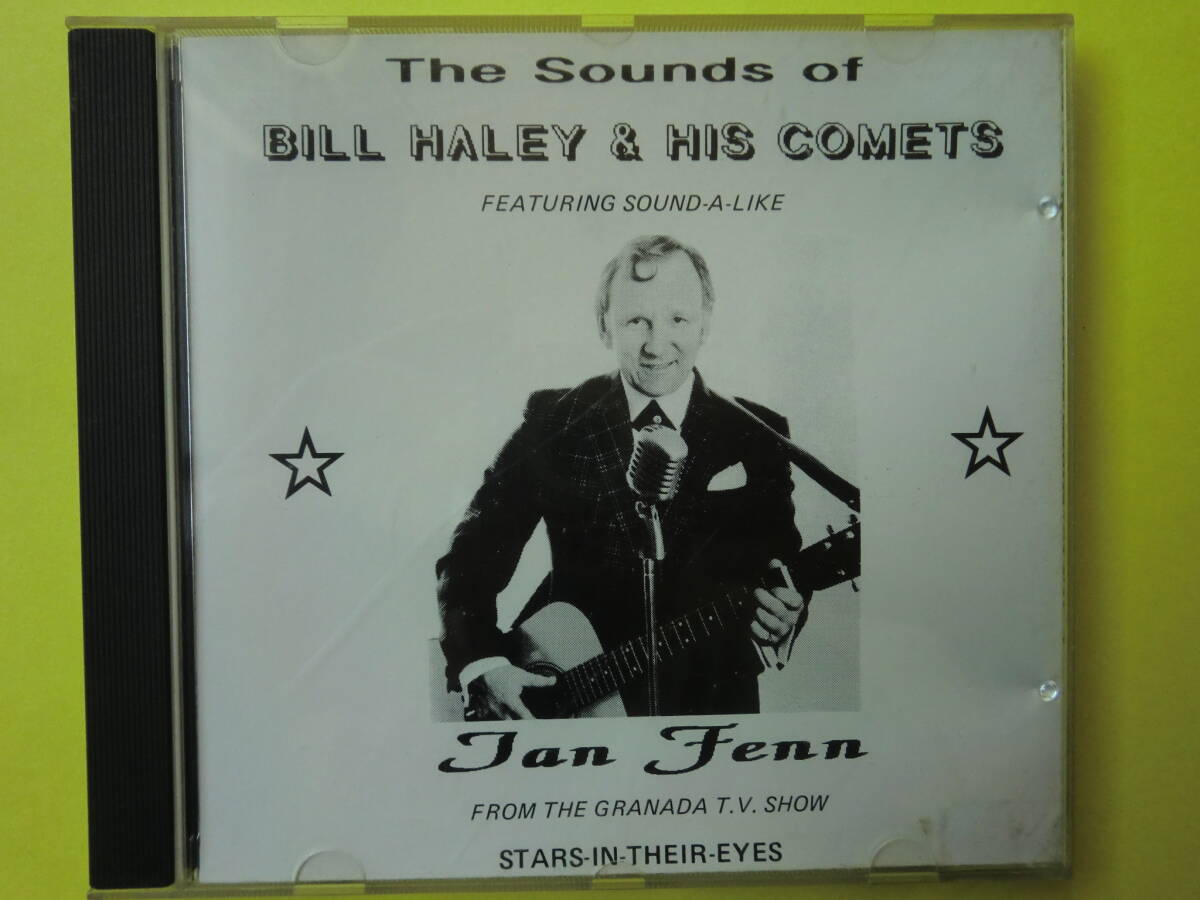 The Sounds of
BILL HALEY & HIS COMETS
FEATURING SOUND-A-LIKE
Ian Fenn
FROM THE GRANADA T.V. SHOW
STARS-IN-THEIR-EYES